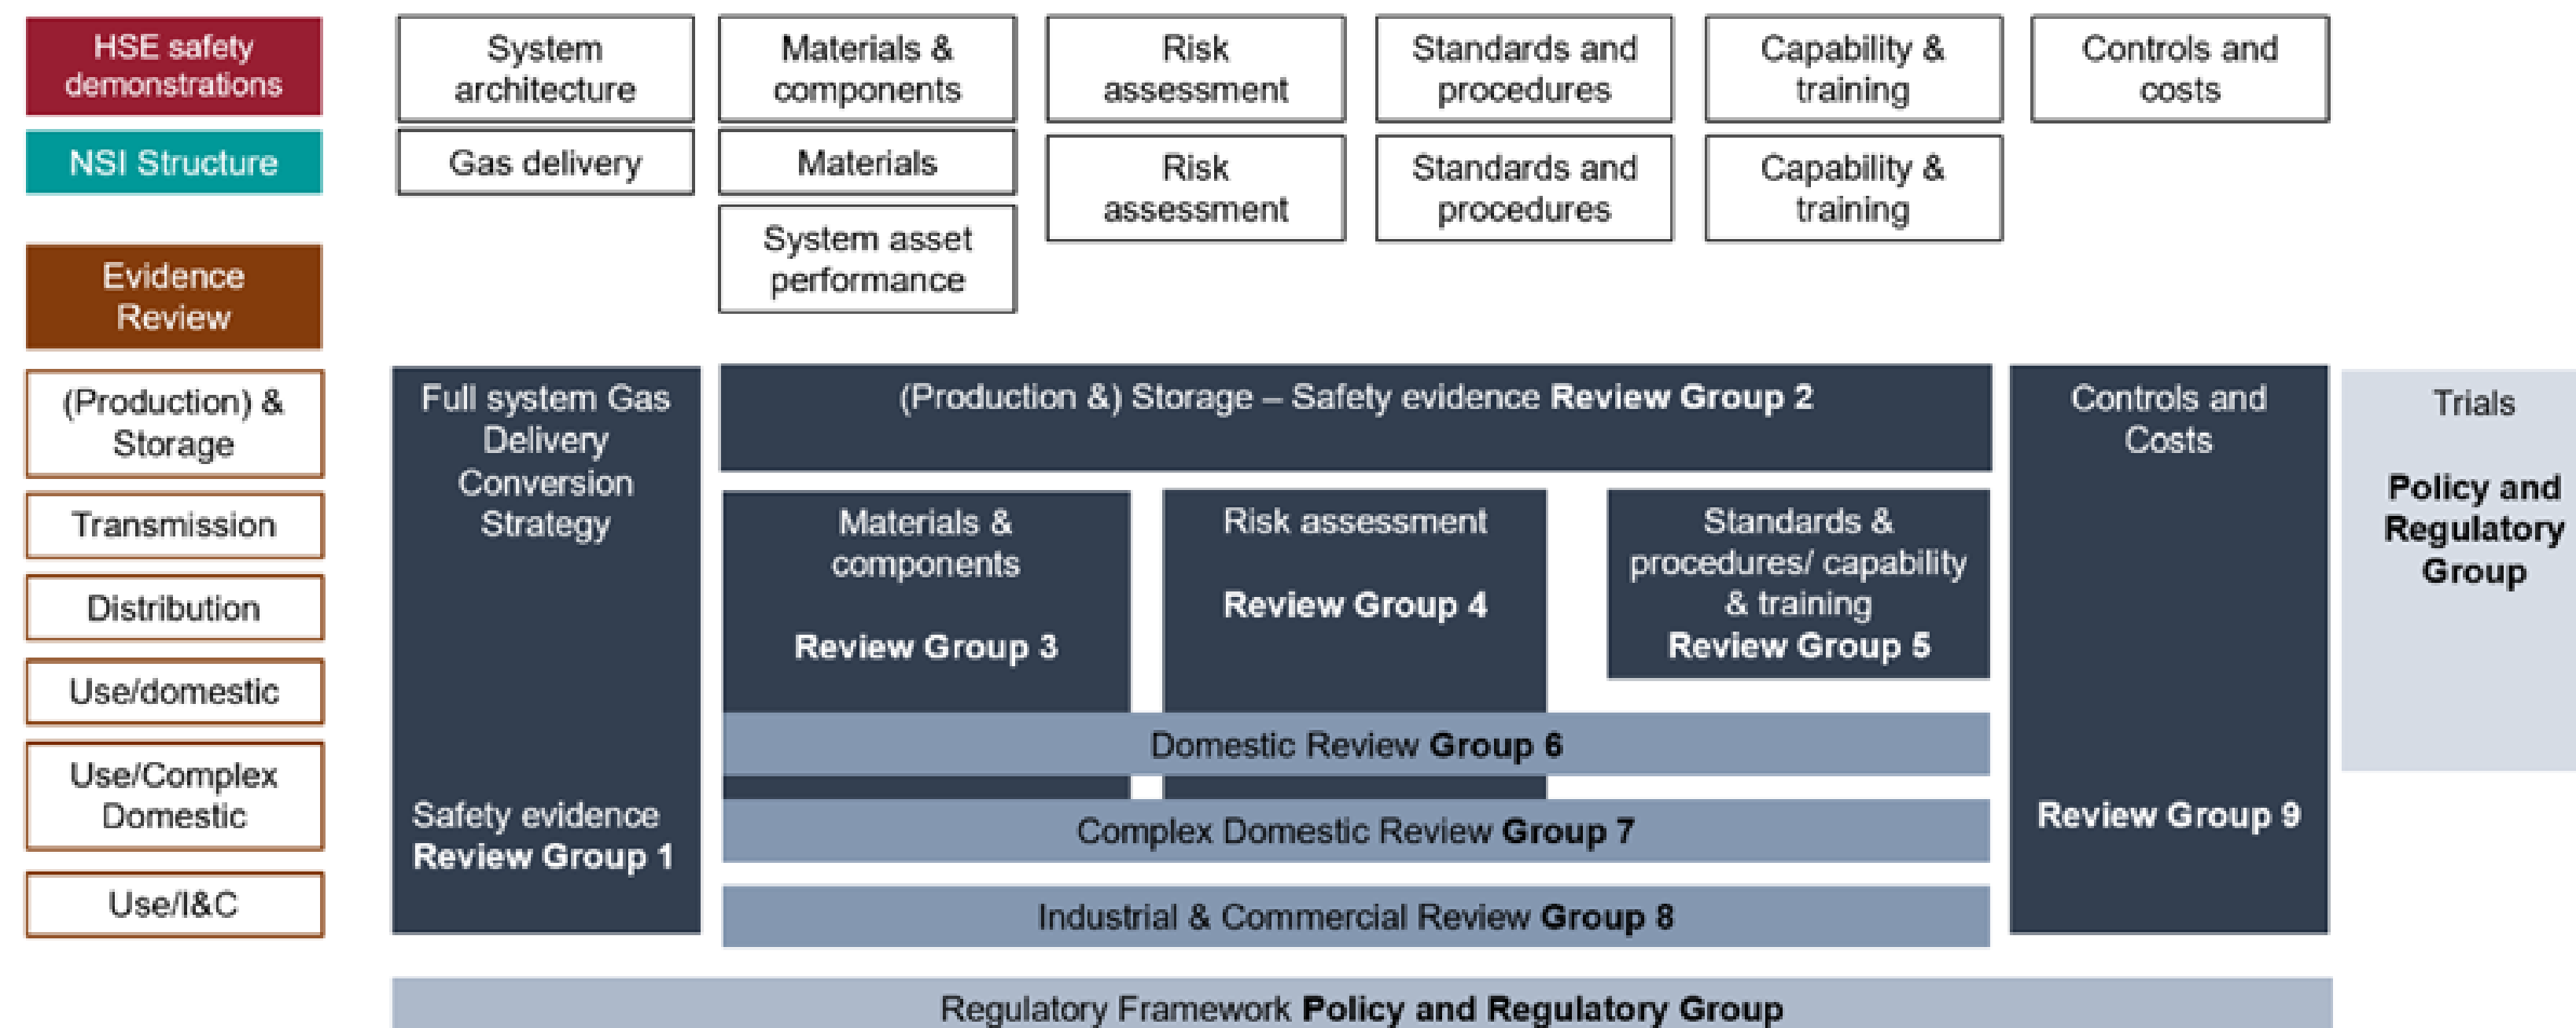 HSE safety
demonstrations
System
architecture
Materials &
components
Risk
assessment
Standards and
procedures
Capability &
training
Controls and
costs
NSI Structure
Gas delivery
Materials
Risk
assessment
Standards and
procedures
Capability &
training
System asset
performance
Evidence
Review
(Production) &
Storage
Transmission
Distribution
Use/domestic
Use/Complex
Domestic
Use/I&C
Full system Gas
Delivery
Conversion
Strategy
Safety evidence
Review Group 1
(Production &) Storage – Safety evidence Review Group 2
Materials &
components
Review Group 3
Risk assessment
Review Group 4
Standards &
procedures/ capability
& training
Review Group 5
Domestic Review Group 6
Complex Domestic Review Group 7
Industrial & Commercial Review Group 8
Controls and
Costs
Review Group 9
Trials
Policy and
Regulatory
Group
Regulatory Framework Policy and Regulatory Group